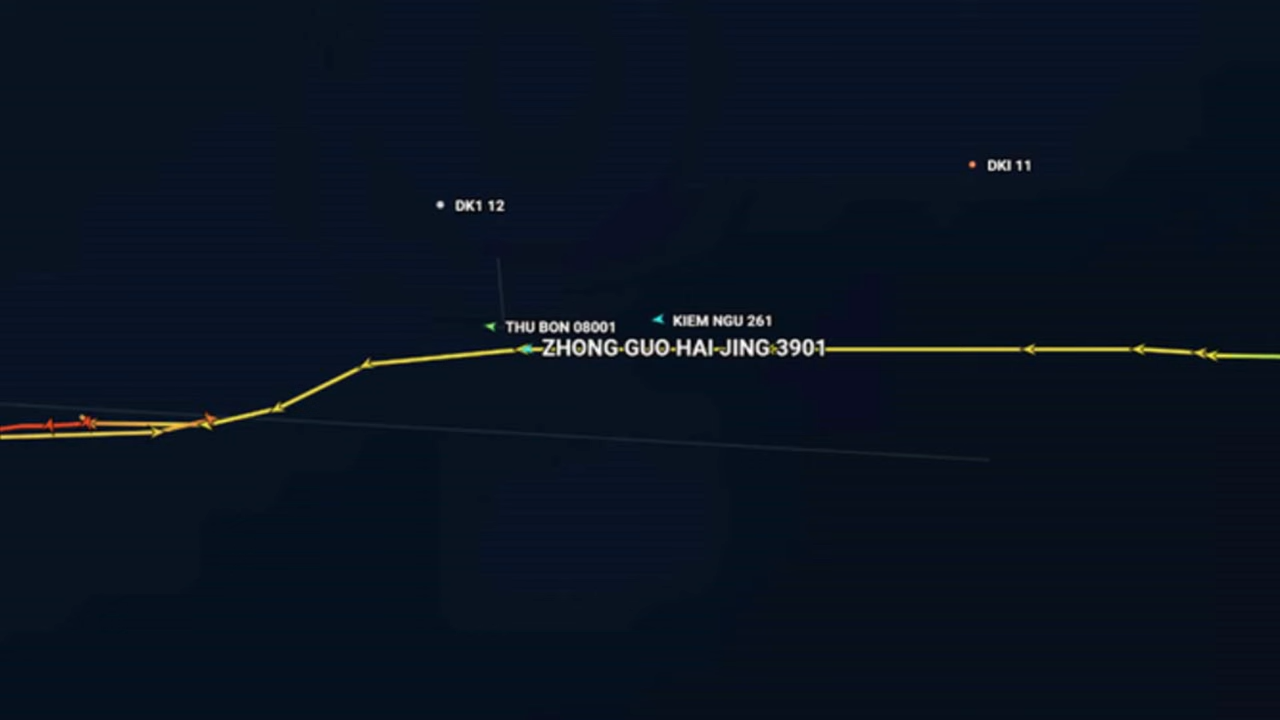 DKI 11
DK1 12
KIEM NGU 261
THU BON 08001
ZHONG GUO HAI JING 3901